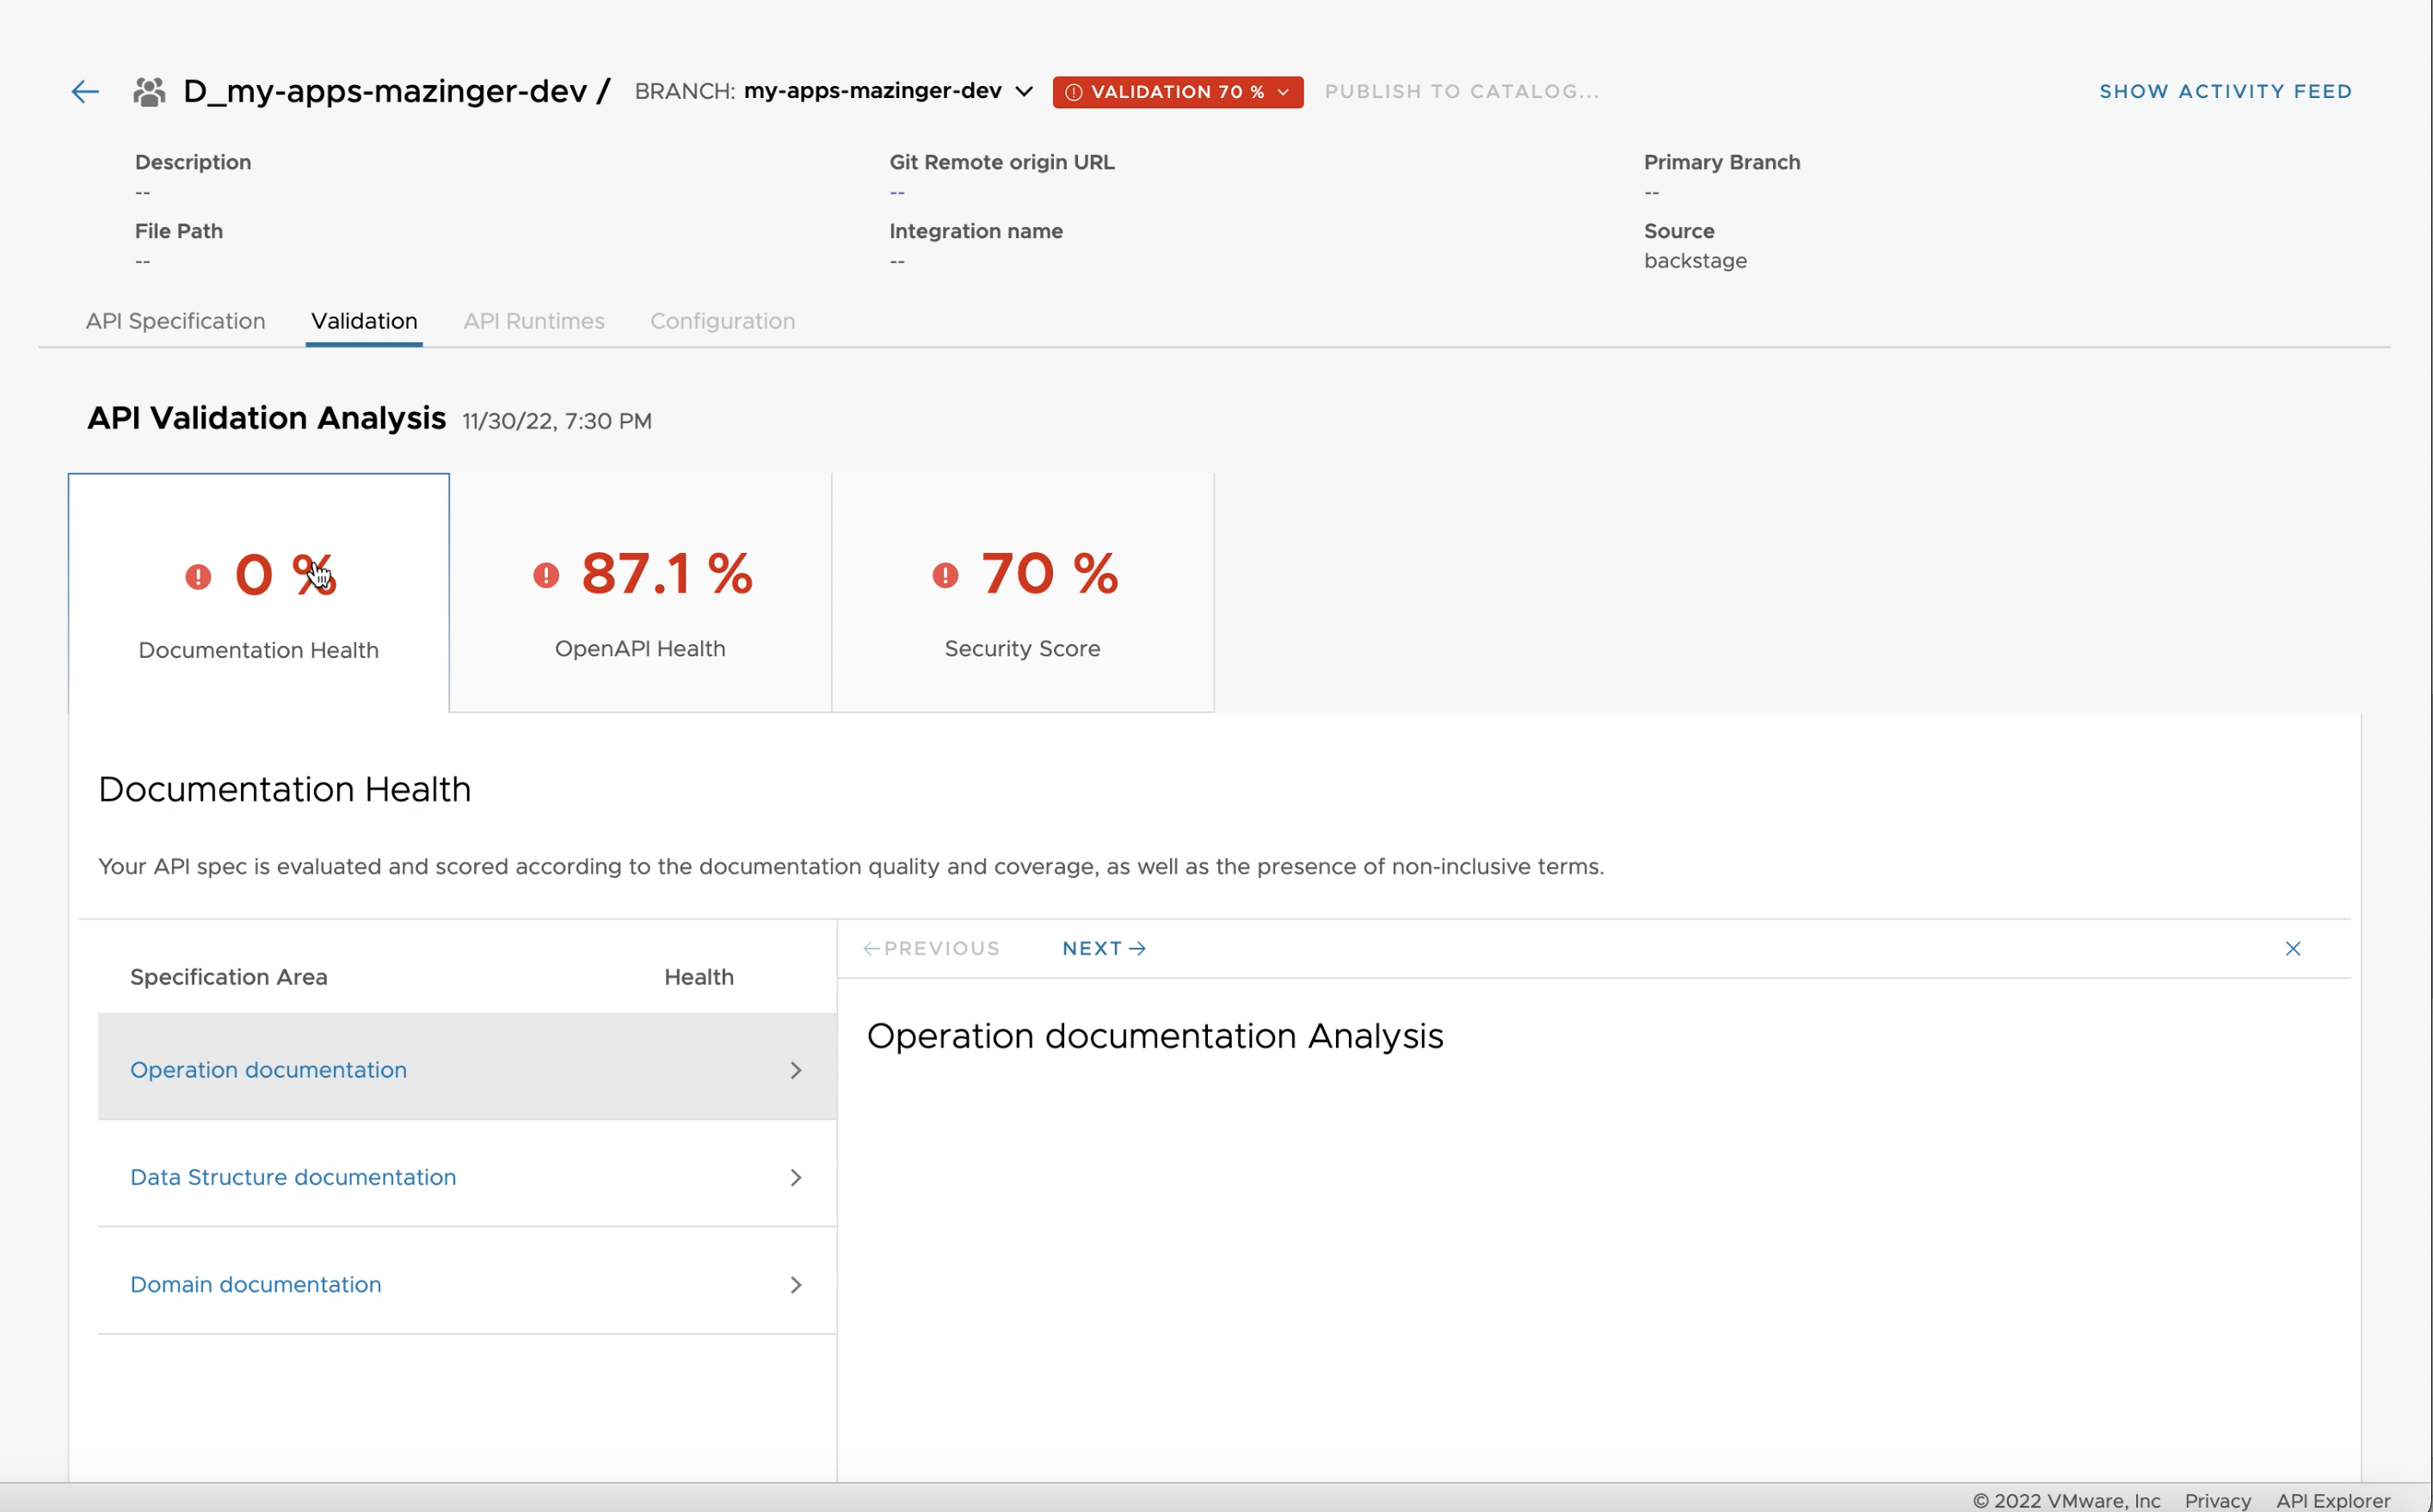 D_my-apps-mazinger-dev / BRANCH: my-apps-mazinger-dev VALIDATION 70 % PUBLISH TO CATALOG... SHOW ACTIVITY FEED
Description Git Remote origin URL Primary Branch
-- -- --
File Path Integration name Source
-- -- backstage
API Specification Validation API Runtimes Configuration
API Validation Analysis 11/30/22, 7:30 PM
0 % 87.1 % 70 %
Documentation Health OpenAPI Health Security Score
Documentation Health
Your API spec is evaluated and scored according to the documentation quality and coverage, as well as the presence of non-inclusive terms.
PREVIOUS NEXT
Specification Area Health
Operation documentation Analysis
Operation documentation
Data Structure documentation
Domain documentation
© 2022 VMware, Inc Privacy API Explorer